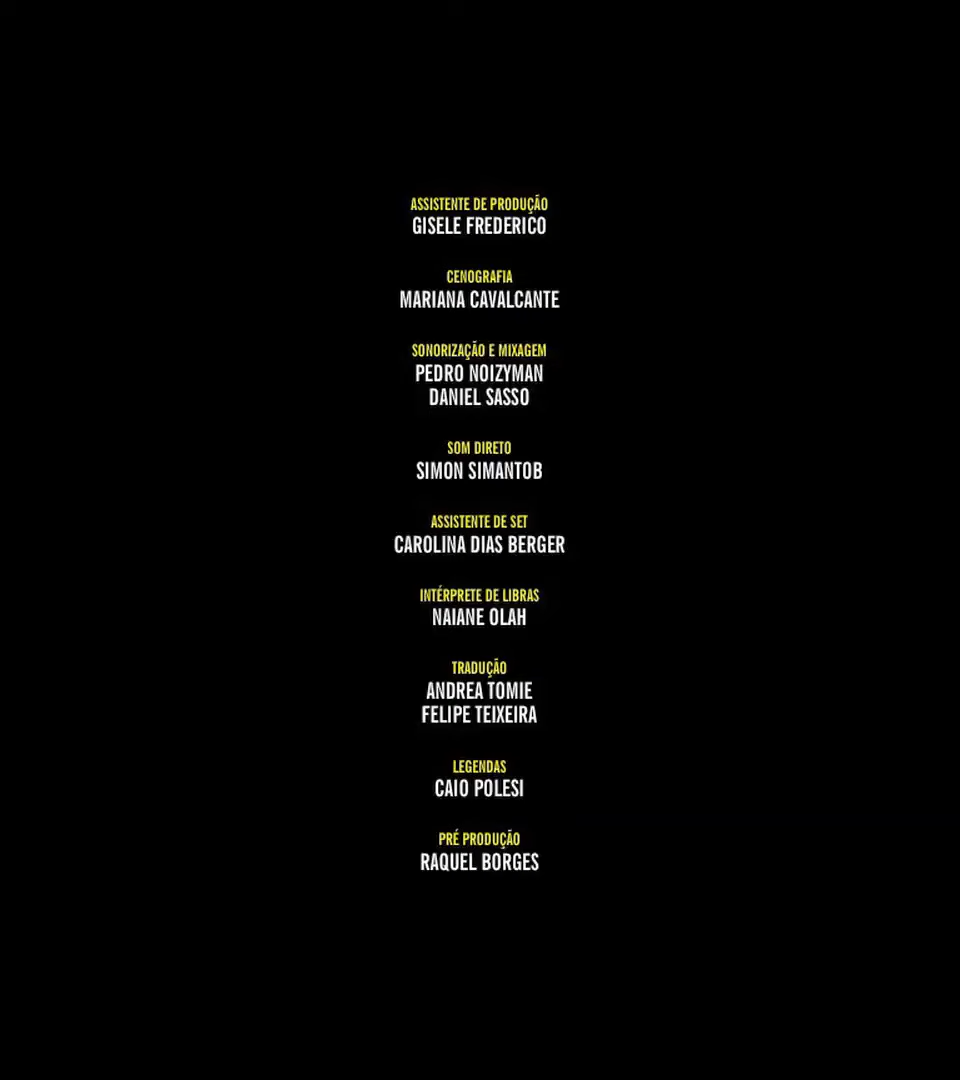 ASSISTENTE DE PRODUÇÃO
GISELE FREDERICO
CENOGRAFIA
MARIANA CAVALCANTE
SONORIZAÇÃO E MIXAGEM
PEDRO NOIZYMAN
DANIEL SASSO
SOM DIRETO
SIMON SIMANTOB
ASSISTENTE DE SET
CAROLINA DIAS BERGER
INTÉRPRETE DE LIBRAS
NAIANE OLAH
TRADUÇÃO
ANDREA TOMIE
FELIPE TEIXEIRA
LEGENDAS
CAIO POLESI
PRÉ PRODUÇÃO
RAQUEL BORGES